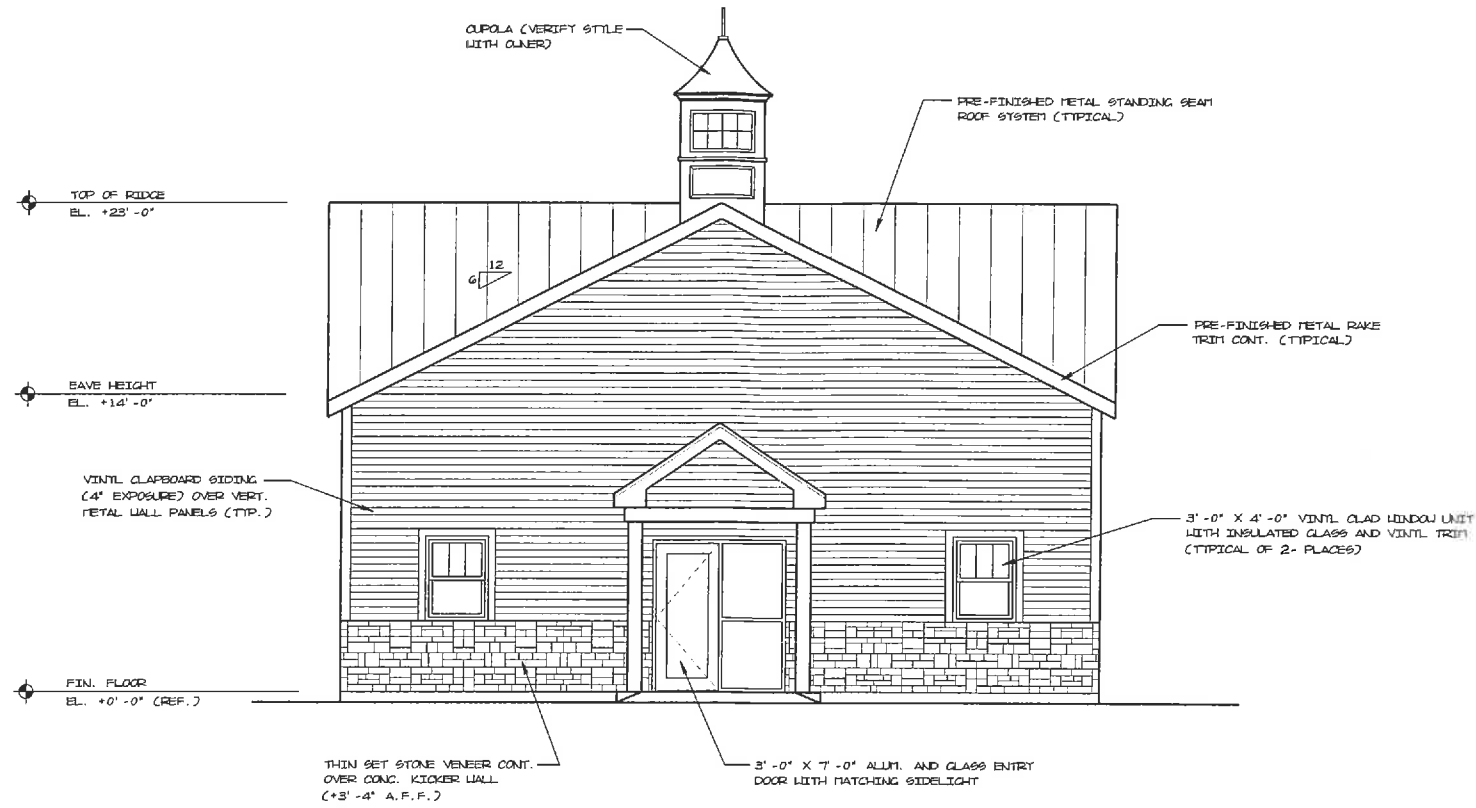 CUPOLA (VERIFY STYLE
WITH OWNER)
PRE-FINISHED METAL STANDING SEAM
ROOF SYSTEM (TYPICAL)
TOP OF RIDGE
EL. +23'-0"
12
6
PRE-FINISHED METAL RAKE
TRIM CONT. (TYPICAL)
EAVE HEIGHT
EL. +14'-0"
VINYL CLAPBOARD SIDING
(4" EXPOSURE) OVER VERT.
METAL WALL PANELS (TYP.)
3'-0" X 4'-0" VINYL CLAD WINDOW UNIT
WITH INSULATED GLASS AND VINYL TRIM
(TYPICAL OF 2- PLACES)
FIN. FLOOR
EL. +0'-0" (REF.)
THIN SET STONE VENEER CONT.
OVER CONC. KICKER WALL
(+3'-4" A.F.F.)
3'-0" X 7'-0" ALUM. AND GLASS ENTRY
DOOR WITH MATCHING SIDELIGHT